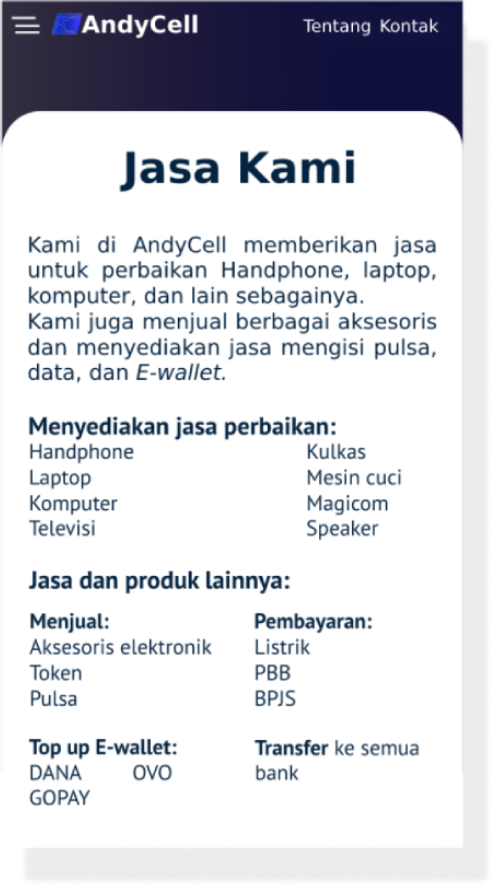 AndyCell
Tentang Kontak
Jasa Kami
Kami di AndyCell memberikan jasa
untuk perbaikan Handphone, laptop,
komputer, dan lain sebagainya.
Kami juga menjual berbagai aksesoris
dan menyediakan jasa mengisi pulsa,
data, dan E-wallet.
Menyediakan jasa perbaikan:
Handphone
Laptop
Komputer
Televisi
Kulkas
Mesin cuci
Magicom
Speaker
Jasa dan produk lainnya:
Menjual:
Aksesoris elektronik
Token
Pulsa
Pembayaran:
Listrik
PBB
BPJS
Top up E-wallet:
DANA OVO
GOPAY
Transfer ke semua
bank